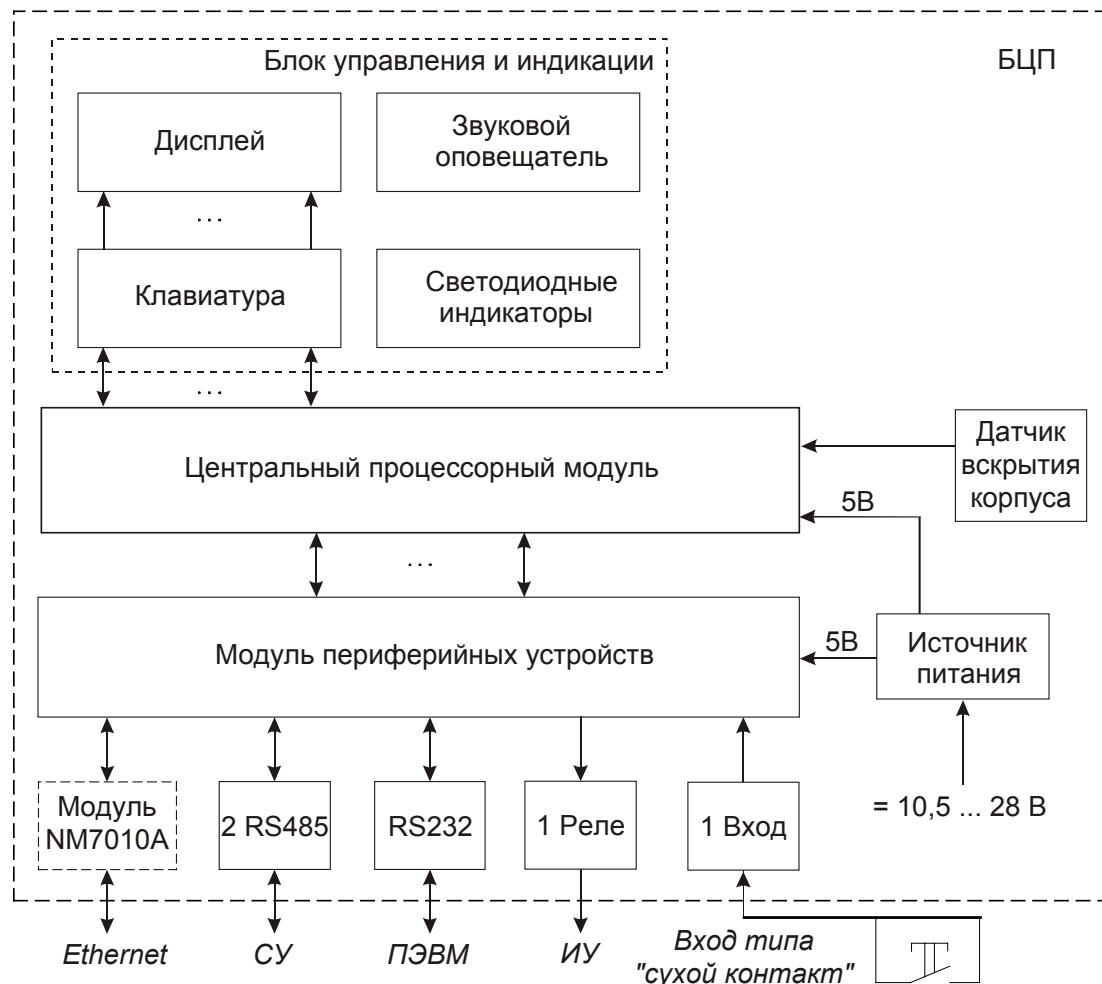 Блок управления и индикации
БЦП
Дисплей
Звуковой
оповещатель
...
Клавиатура
Светодиодные
индикаторы
...
Центральный процессорный модуль
Датчик
вскрытия
корпуса
5В
...
Модуль периферийных устройств
5В
Источник
питания
Модуль
NM7010A
2 RS485
RS232
1 Реле
1 Вход
= 10,5 ... 28 В
Ethernet
СУ
ПЭВМ
ИУ
Вход типа
"сухой контакт"